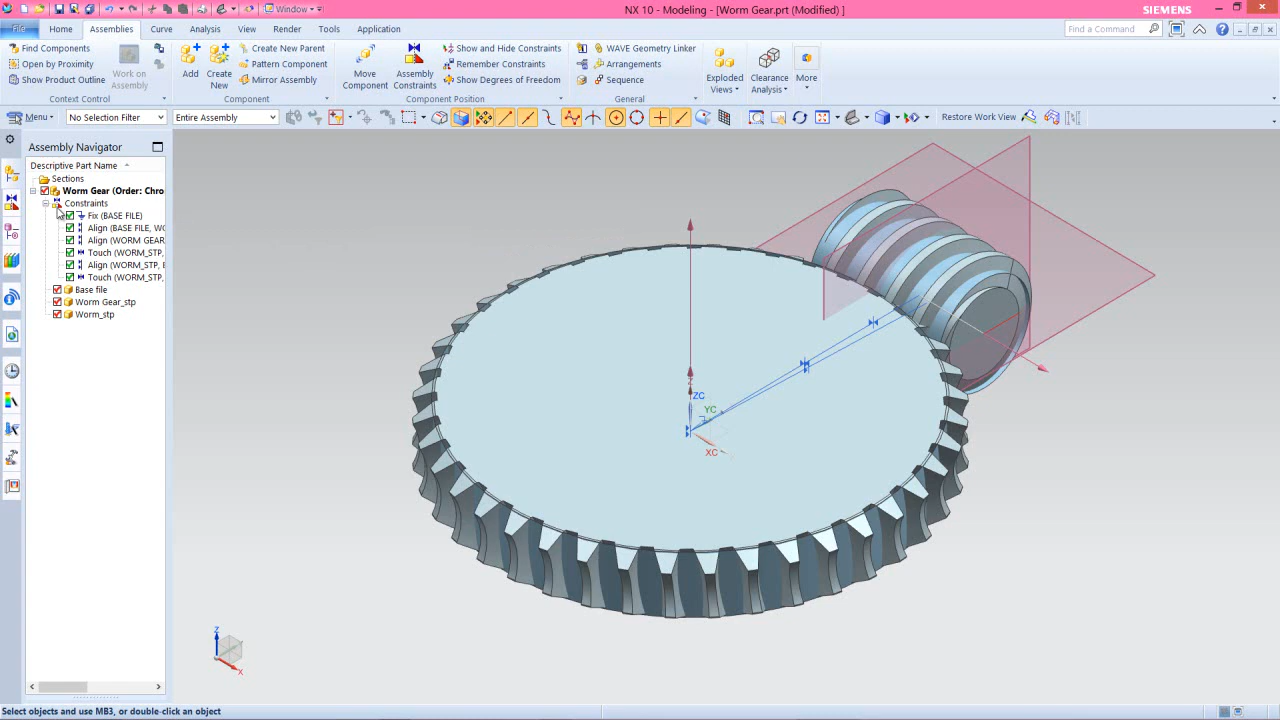 Window
NX 10 - Modeling - [Worm Gear.prt (Modified) ]
SIEMENS
File Home Assemblies Curve Analysis View Render Tools Application
Find a Command
Find Components
Open by Proximity
Show Product Outline
Work on Assembly
Context Control
Add
Create New
Create New Parent
Pattern Component
Mirror Assembly
Component
Move Component
Assembly Constraints
Show and Hide Constraints
Remember Constraints
Show Degrees of Freedom
Component Position
WAVE Geometry Linker
Arrangements
Sequence
General
Exploded Views
Clearance Analysis
More
Menu
No Selection Filter
Entire Assembly
Restore Work View
Assembly Navigator
Descriptive Part Name
Sections
Worm Gear (Order: Chro
Constraints
Fix (BASE FILE)
Align (BASE FILE, WO
Align (WORM GEAR
Touch (WORM_STP,
Align (WORM_STP, B
Touch (WORM_STP,
Base file
Worm Gear_stp
Worm_stp
Z
ZC
YC
XC
Z
X
Select objects and use MB3, or double-click an object